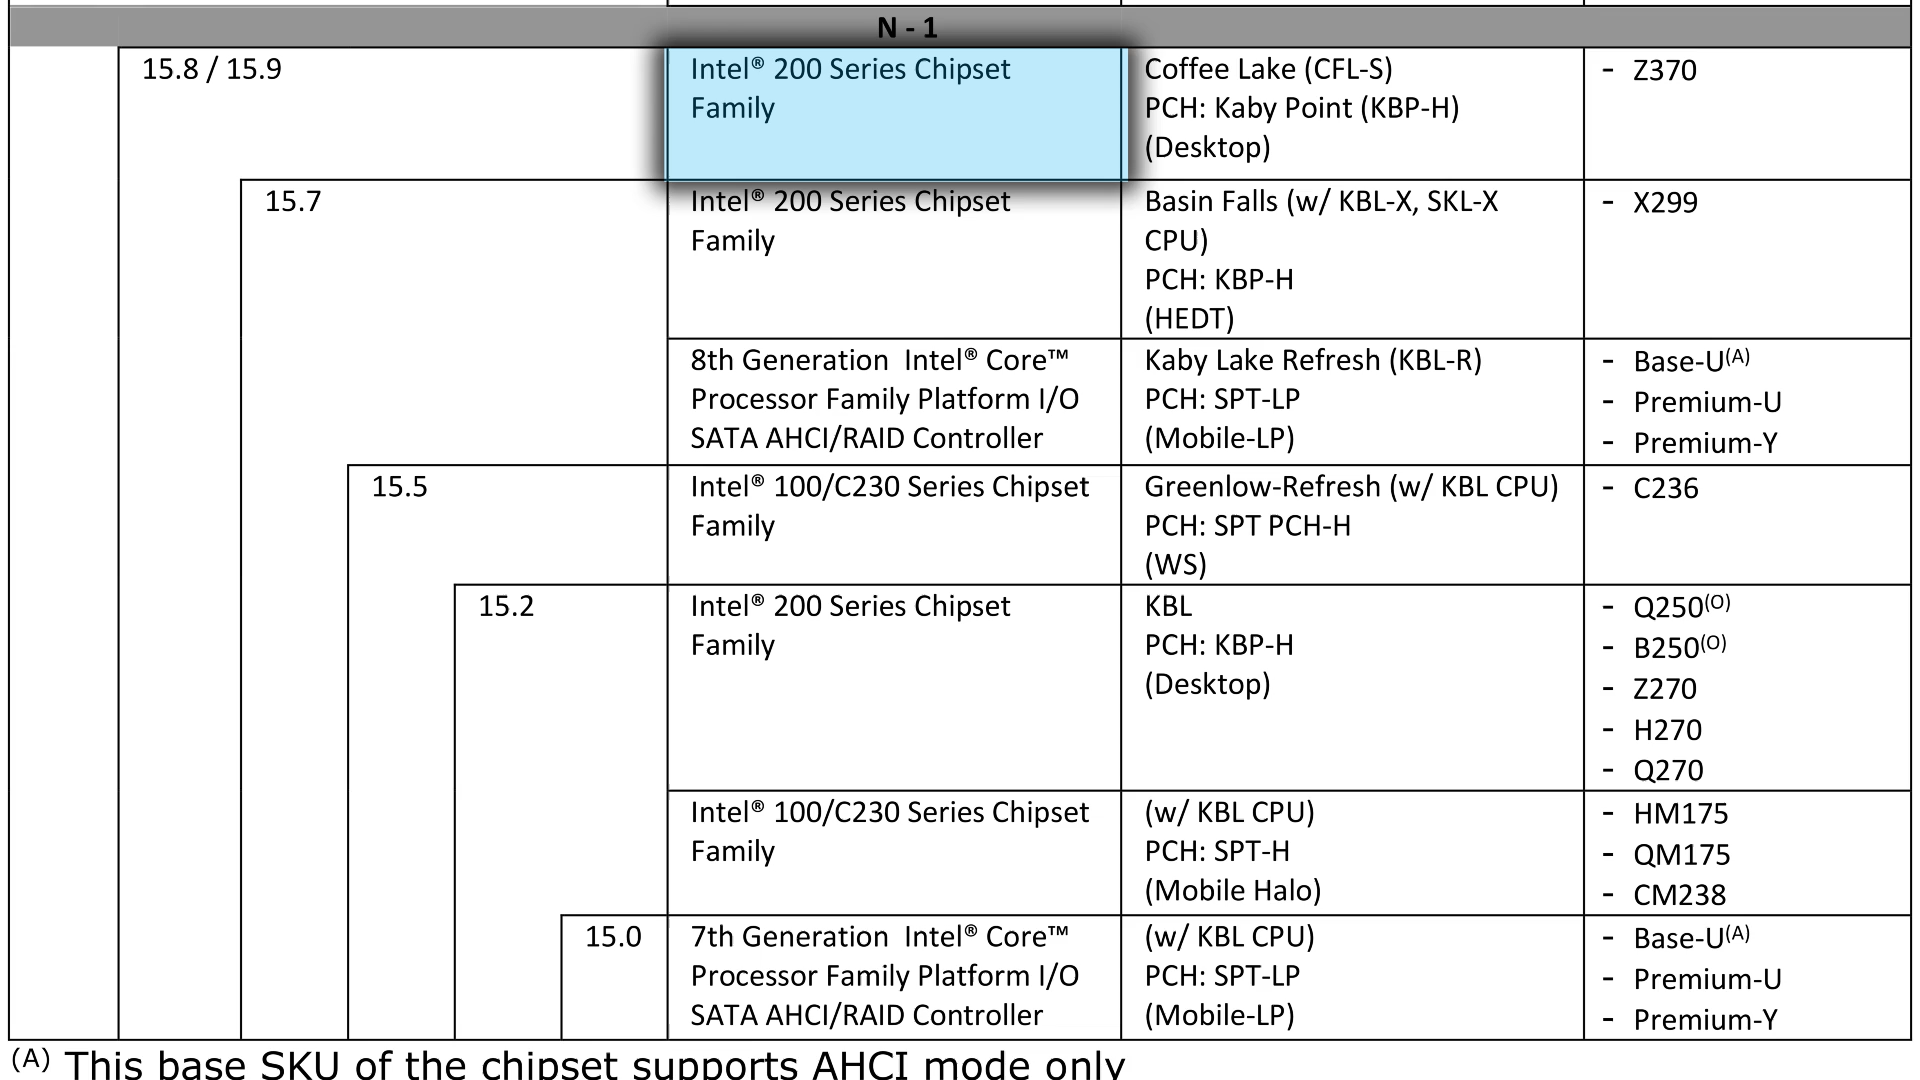 N - 1
15.8 / 15.9
Intel® 200 Series Chipset
Family
Coffee Lake (CFL-S)
PCH: Kaby Point (KBP-H)
(Desktop)
- Z370
15.7
Intel® 200 Series Chipset
Family
Basin Falls (w/ KBL-X, SKL-X
CPU)
PCH: KBP-H
(HEDT)
- X299
8th Generation Intel® Core™
Processor Family Platform I/O
SATA AHCI/RAID Controller
Kaby Lake Refresh (KBL-R)
PCH: SPT-LP
(Mobile-LP)
- Base-U(A)
- Premium-U
- Premium-Y
15.5
Intel® 100/C230 Series Chipset
Family
Greenlow-Refresh (w/ KBL CPU)
PCH: SPT PCH-H
(WS)
- C236
15.2
Intel® 200 Series Chipset
Family
KBL
PCH: KBP-H
(Desktop)
- Q250(O)
- B250(O)
- Z270
- H270
- Q270
Intel® 100/C230 Series Chipset
Family
(w/ KBL CPU)
PCH: SPT-H
(Mobile Halo)
- HM175
- QM175
- CM238
15.0
7th Generation Intel® Core™
Processor Family Platform I/O
SATA AHCI/RAID Controller
(w/ KBL CPU)
PCH: SPT-LP
(Mobile-LP)
- Base-U(A)
- Premium-U
- Premium-Y
(A) This base SKU of the chipset supports AHCI mode only